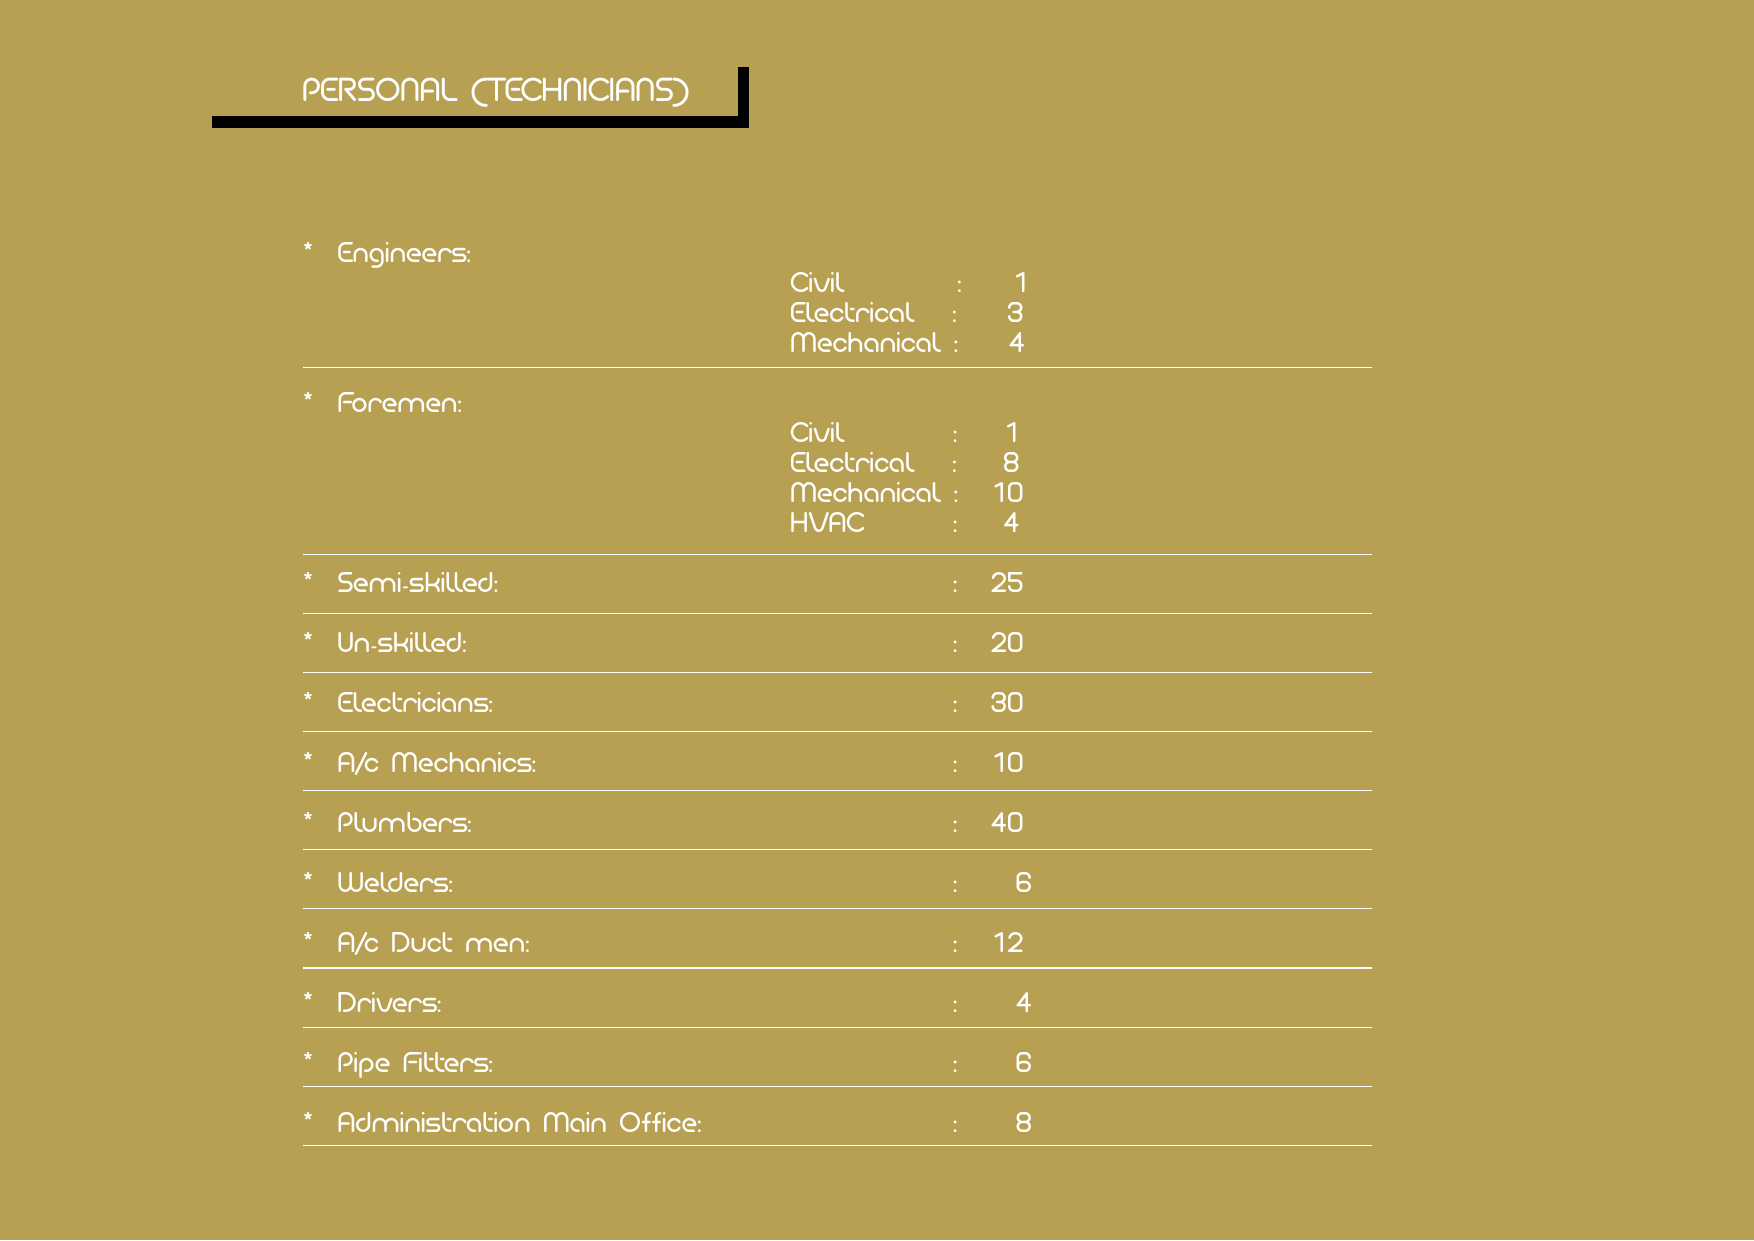 PERSONAL (TECHNICIANS)
* Engineers:
Civil : 1
Electrical : 3
Mechanical : 4
* Foremen:
Civil : 1
Electrical : 8
Mechanical : 10
HVAC : 4
* Semi-skilled: : 25
* Un-skilled: : 20
* Electricians: : 30
* A/c Mechanics: : 10
* Plumbers: : 40
* Welders: : 6
* A/c Duct men: : 12
* Drivers: : 4
* Pipe Fitters: : 6
* Administration Main Office: : 8